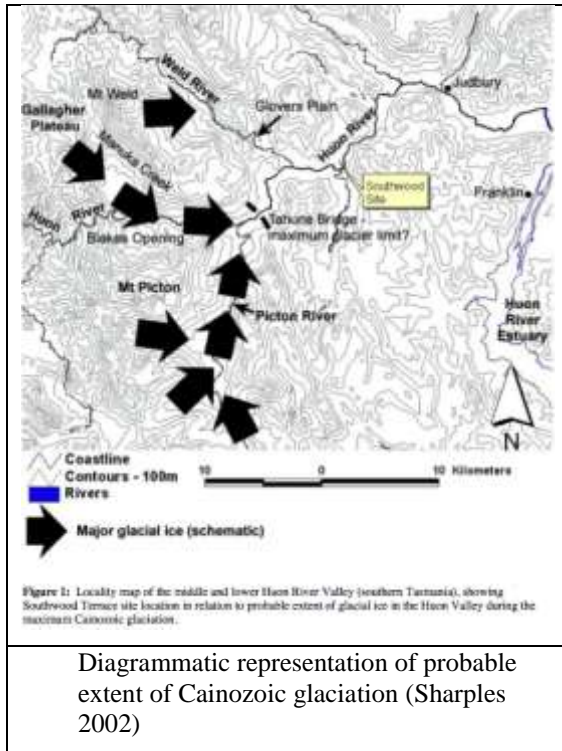 Mt Weld
Weld River
Glovers Plain
Judbury
Gallagher
Plateau
Manuka Creek
Huon River
Southwood
Site
Franklin
Huon River
Tahune Bridge -
maximum glacier limit?
Blakes Opening
Mt Picton
Picton River
Huon
River
Estuary
N
Coastline
Contours - 100m
Rivers
10 0 10 Kilometers
Major glacial ice (schematic)
Figure 1: Locality map of the middle and lower Huon River Valley (southern Tasmania), showing
Southwood Terrace site location in relation to probable extent of glacial ice in the Huon Valley during the
maximum Cainozoic glaciation.
Diagrammatic representation of probable
extent of Cainozoic glaciation (Sharples
2002)